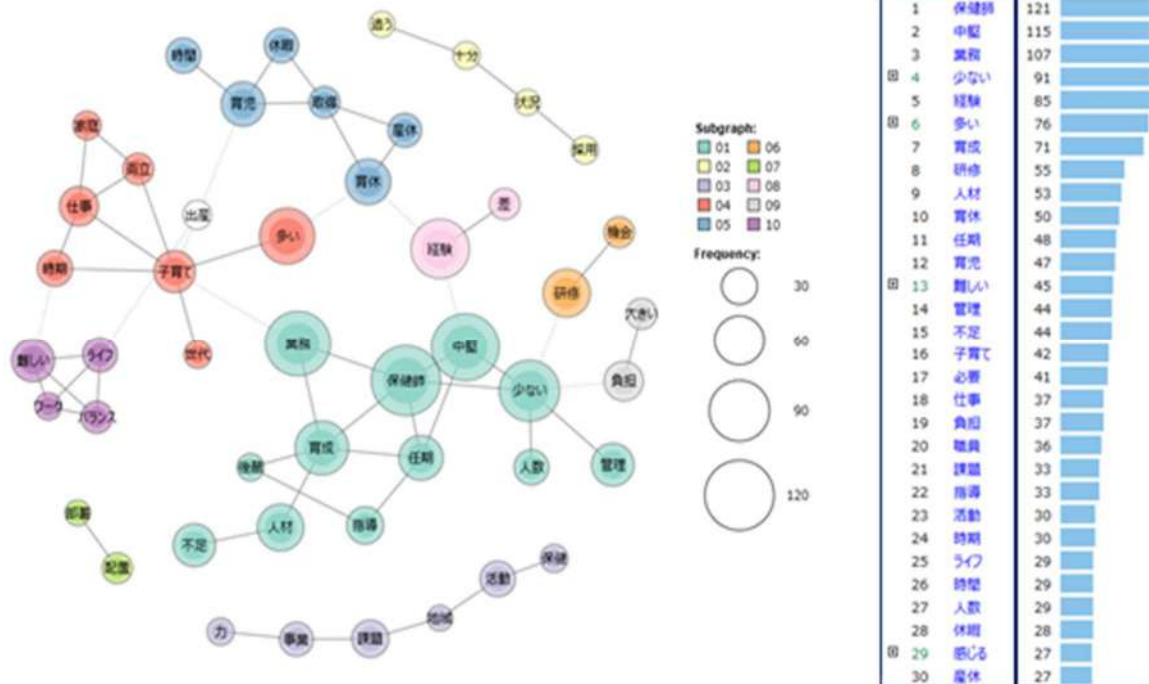 追う
十分
状況
採用
時間
休暇
育児
取得
産休
育休
家庭
両立
仕事
出産
多い
経験
差
時期
子育て
世代
難しい
ライフ
ワーク
バランス
機会
研修
大きい
負担
業務
中堅
保健師
少ない
育成
任期
後輩
人数
管理
人材
指導
不足
部署
配置
保健
活動
地域
課題
事業
力
Subgraph:
01 06
02 07
03 08
04 09
05 10
Frequency:
30
60
90
120
1 保健師 121
2 中堅 115
3 業務 107
4 少ない 91
5 経験 85
6 多い 76
7 育成 71
8 研修 55
9 人材 53
10 育休 50
11 任期 48
12 育児 47
13 難しい 45
14 管理 44
15 不足 44
16 子育て 42
17 必要 41
18 仕事 37
19 負担 37
20 職員 36
21 課題 33
22 指導 33
23 活動 30
24 時期 30
25 ライフ 29
26 時間 29
27 人数 29
28 休暇 28
29 感じる 27
30 産休 27